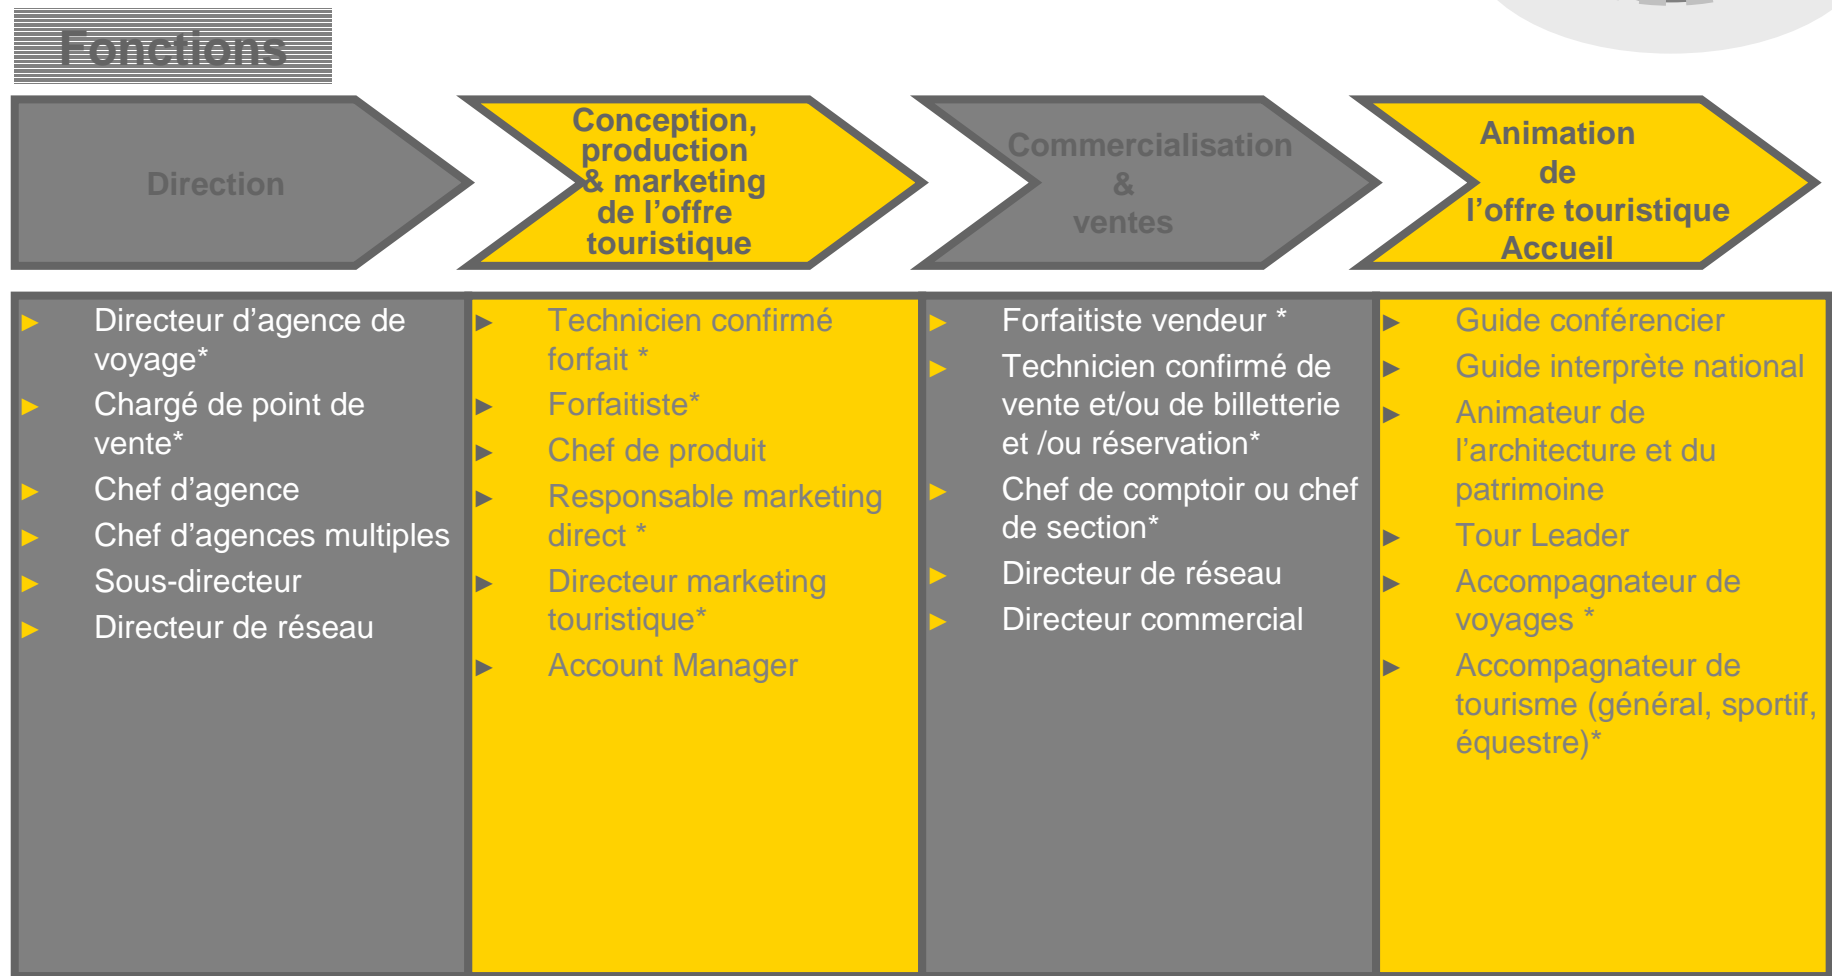 Fonctions
Direction
Conception,
production
& marketing
de l’offre
touristique
Commercialisation
&
ventes
Animation
de
l’offre touristique
Accueil
► Directeur d’agence de
voyage*
► Chargé de point de
vente*
► Chef d’agence
► Chef d’agences multiples
► Sous-directeur
► Directeur de réseau
► Technicien confirmé
forfait *
► Forfaitiste*
► Chef de produit
► Responsable marketing
direct *
► Directeur marketing
touristique*
► Account Manager
► Forfaitiste vendeur *
► Technicien confirmé de
vente et/ou de billetterie
et /ou réservation*
► Chef de comptoir ou chef
de section*
► Directeur de réseau
► Directeur commercial
► Guide conférencier
► Guide interprète national
► Animateur de
l’architecture et du
patrimoine
► Tour Leader
► Accompagnateur de
voyages *
► Accompagnateur de
tourisme (général, sportif,
équestre)*